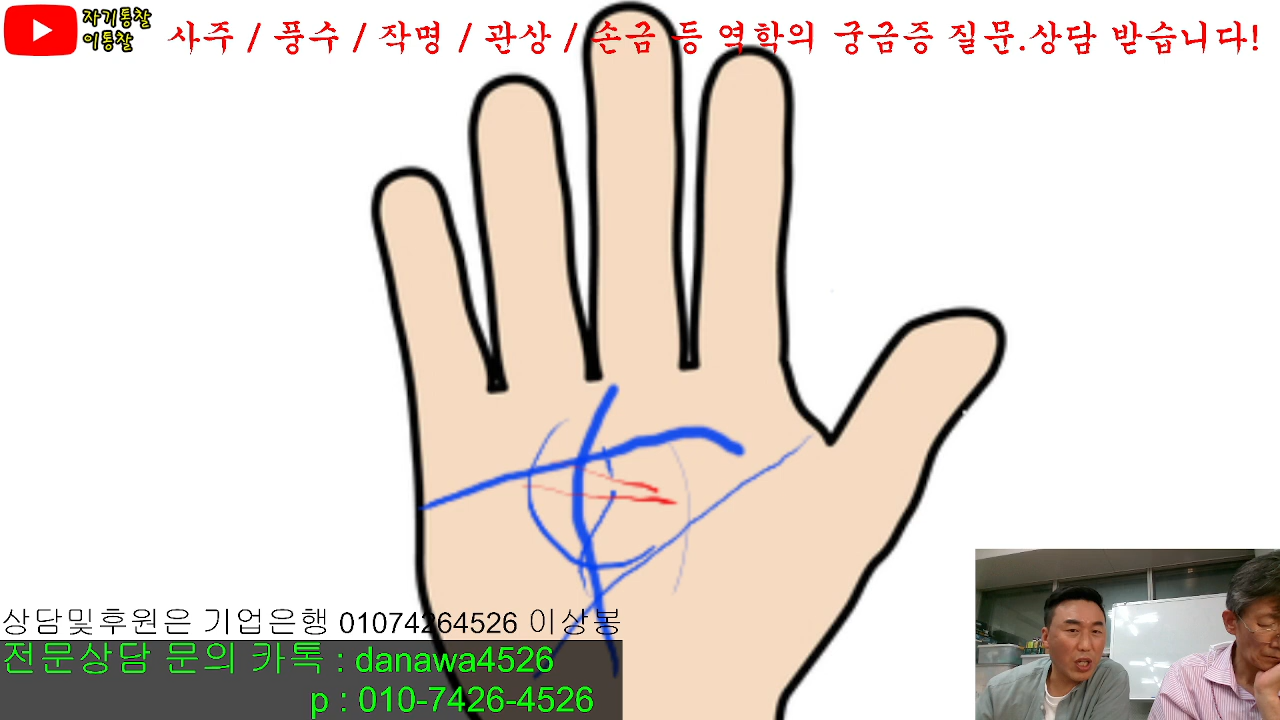 자기통찰
이통찰
사주 / 풍수 / 작명 / 관상 / 손금 등 역학의 궁금증 질문.상담 받습니다!
상담및후원은 기업은행 01074264526 이상봉
전문상담 문의 카톡 : danawa4526
p : 010-7426-4526